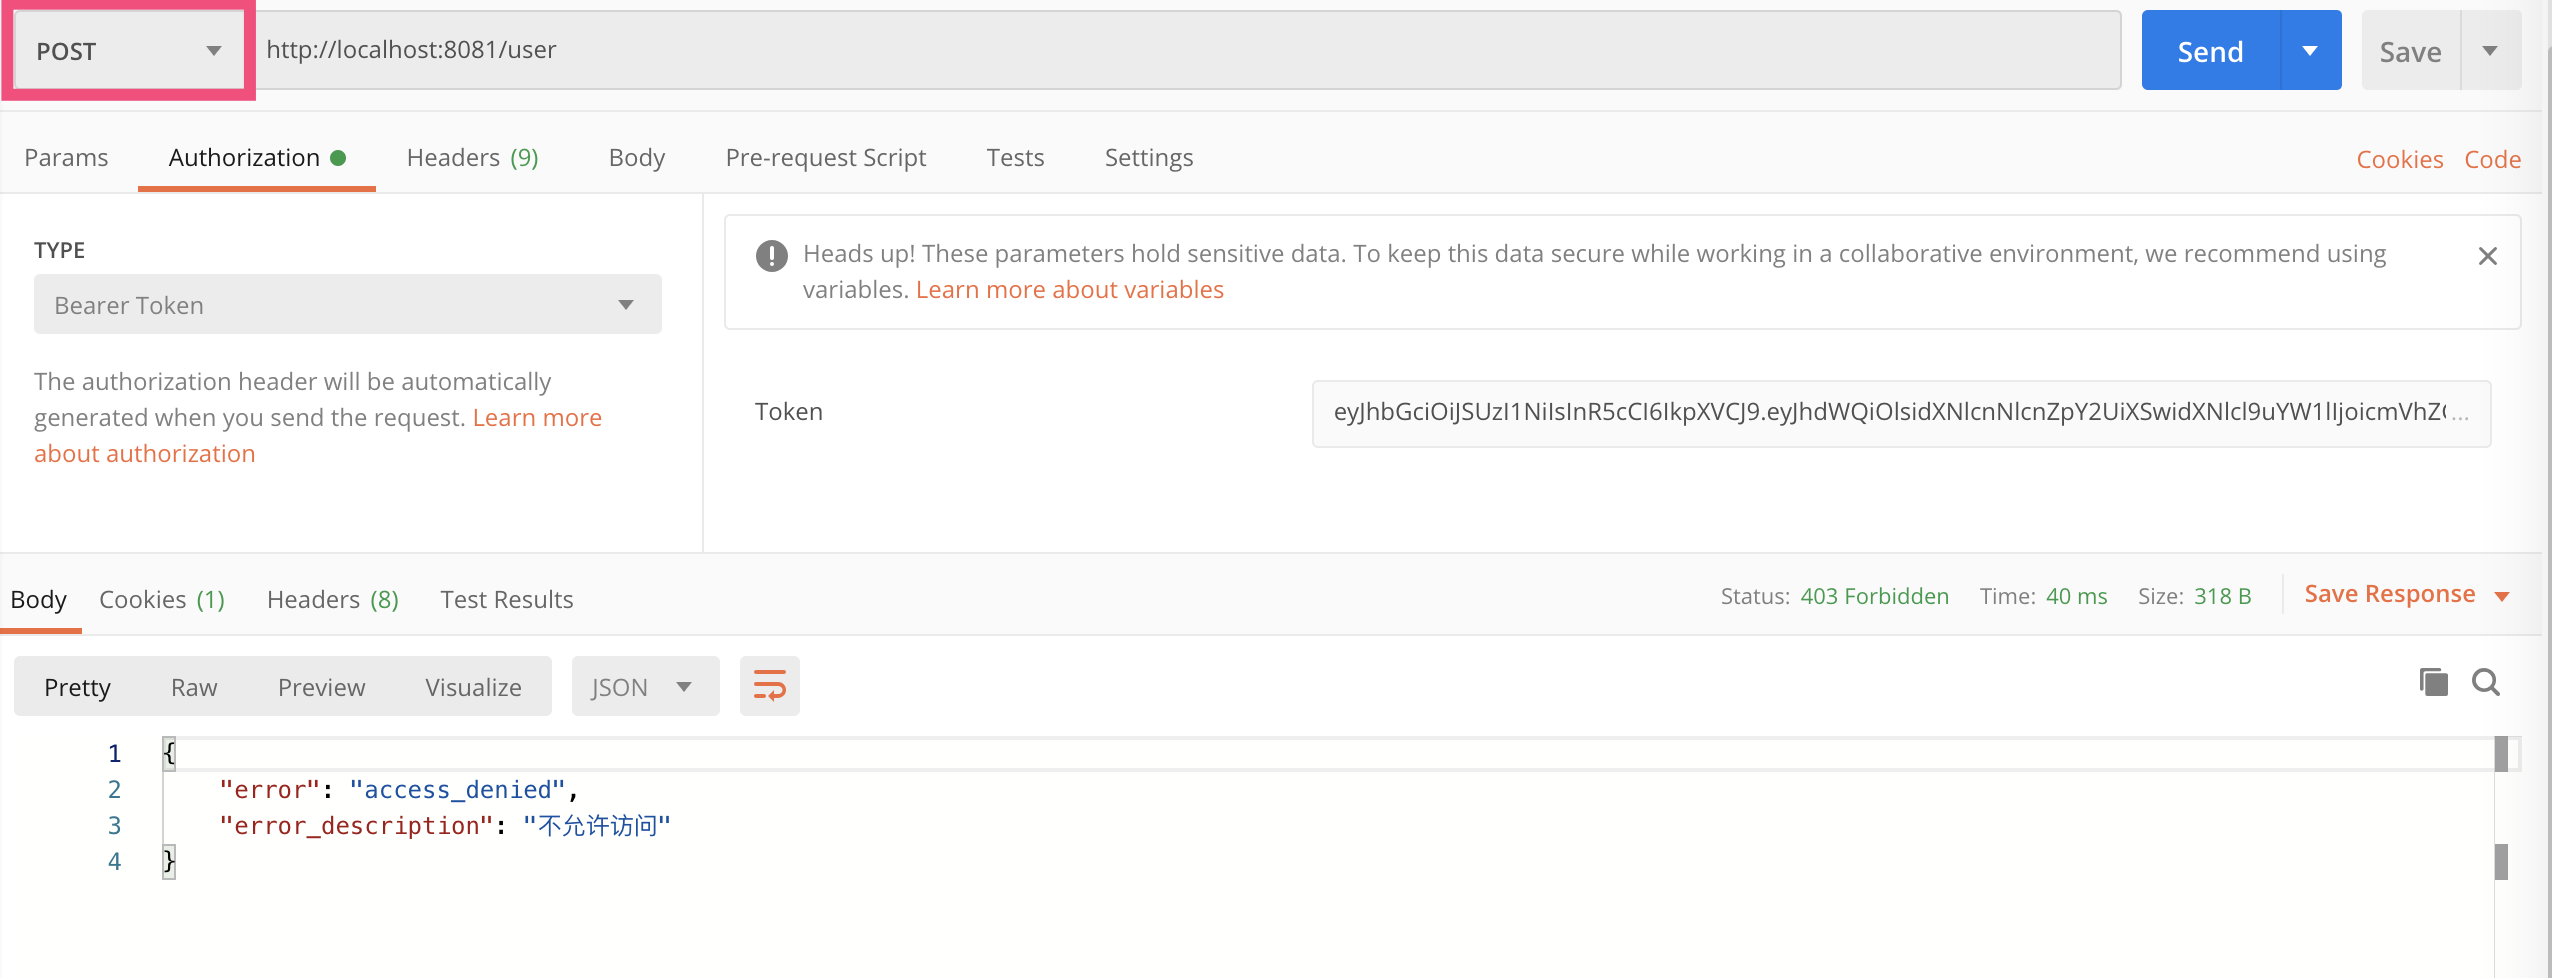 POST http://localhost:8081/user Send Save
Params Authorization Headers (9) Body Pre-request Script Tests Settings Cookies Code
TYPE
Bearer Token
The authorization header will be automatically
generated when you send the request. Learn more
about authorization
Heads up! These parameters hold sensitive data. To keep this data secure while working in a collaborative environment, we recommend using
variables. Learn more about variables
Token eyJhbGciOiJSUzI1NiIsInR5cCI6IkpXVCJ9.eyJhdWQiOlsidXNlcnNlcnZpY2UiXSwidXNlcl9uYW1lIjoicmVhZ...
Body Cookies (1) Headers (8) Test Results Status: 403 Forbidden Time: 40 ms Size: 318 B Save Response
Pretty Raw Preview Visualize JSON
1 {
2 "error": "access_denied",
3 "error_description": "不允许访问"
4 }